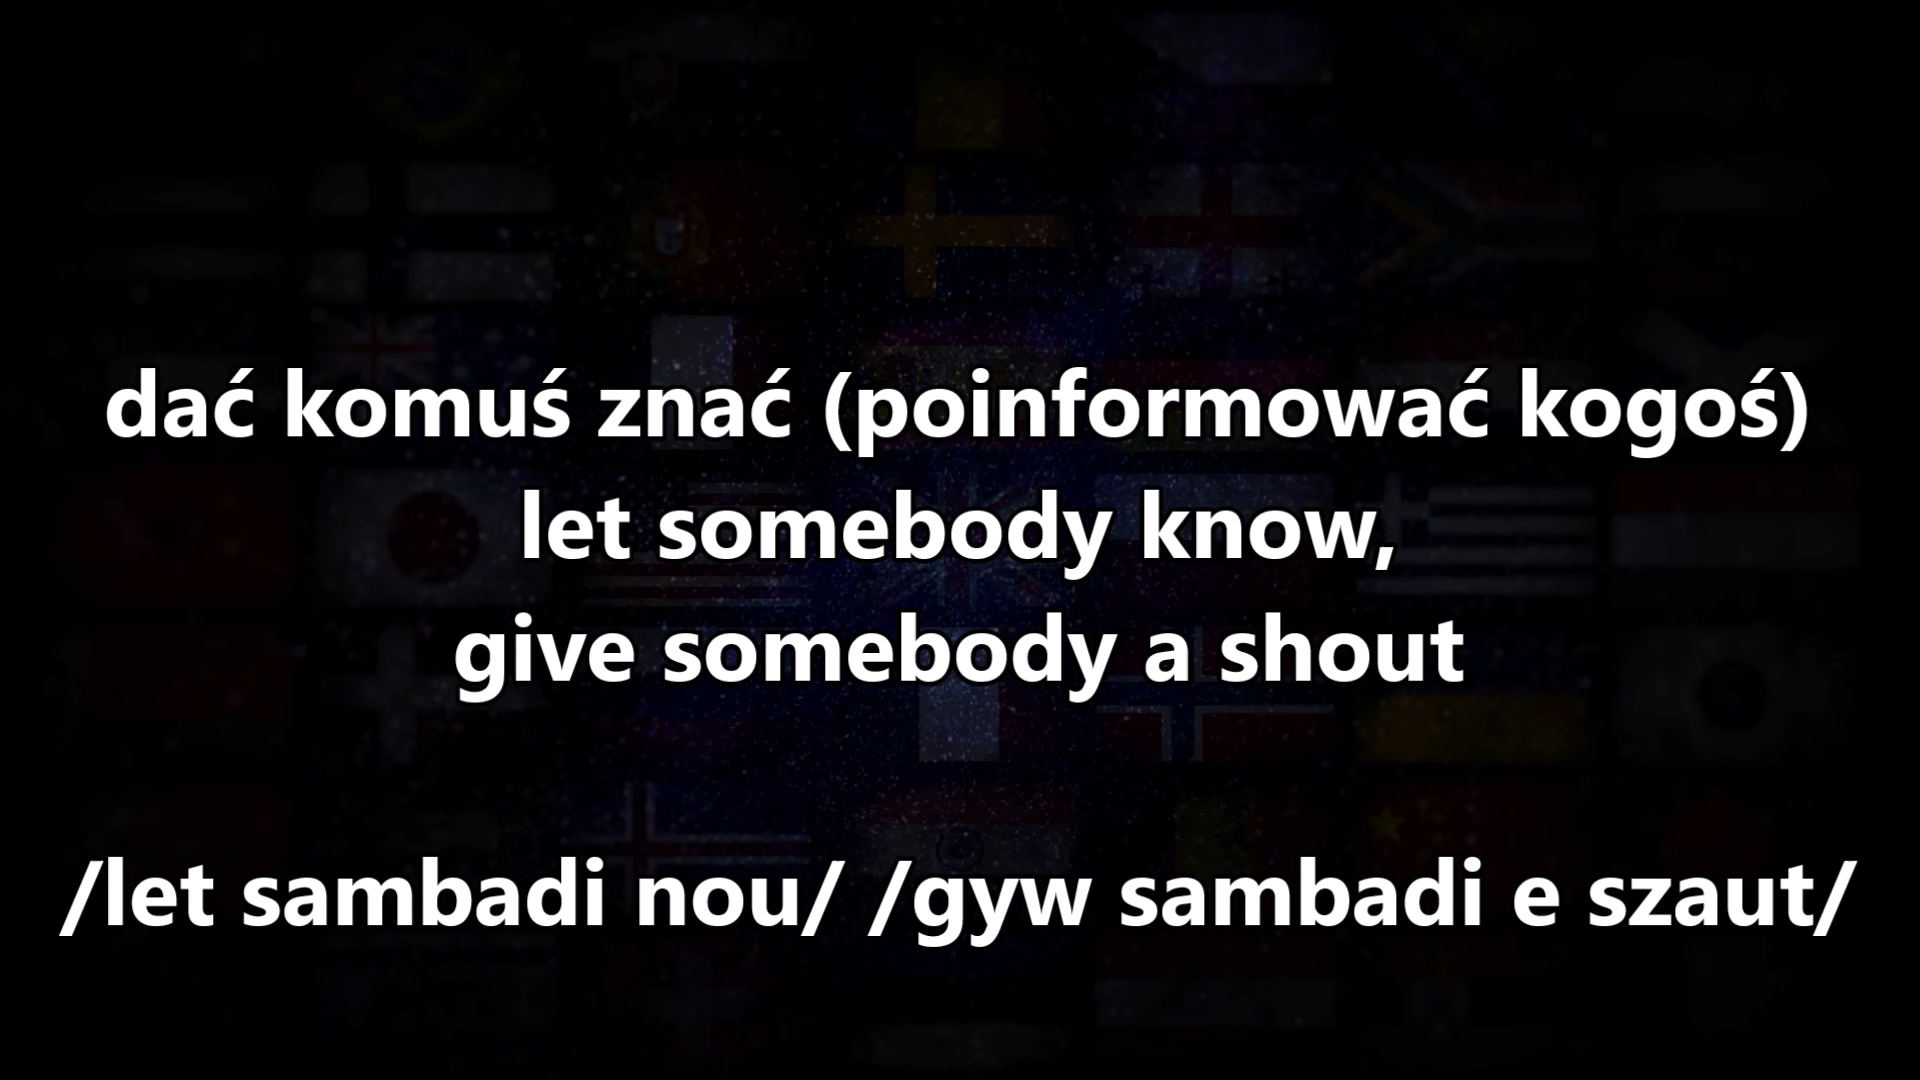 dać komuś znać (poinformować kogoś)
let somebody know,
give somebody a shout
/let sambadi nou/ /gyw sambadi e szaut/